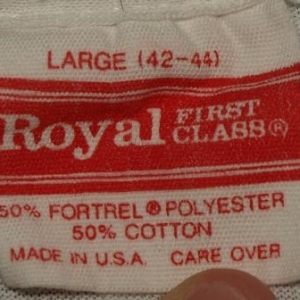 LARGE (42-44)
Royal FIRST CLASS®
50% FORTREL® POLYESTER
50% COTTON
MADE IN U.S.A. CARE OVER